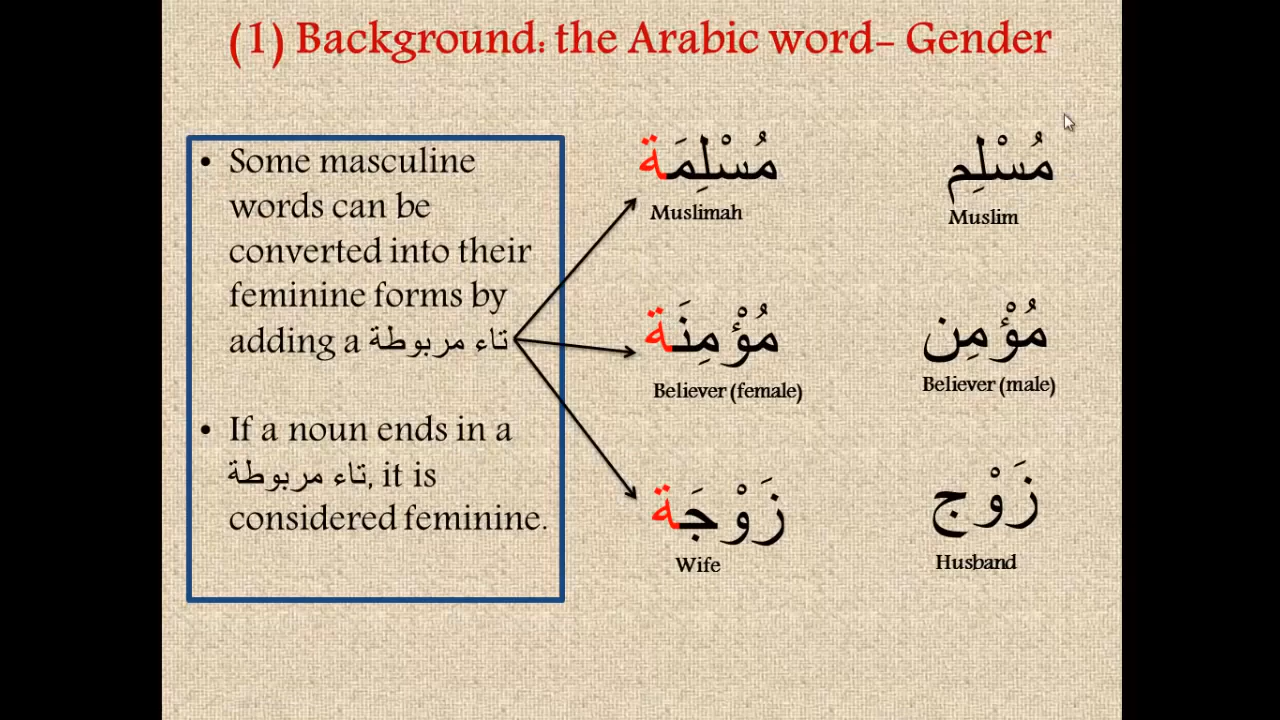 (1) Background: the Arabic word- Gender
• Some masculine
words can be
converted into their
feminine forms by
adding a تاء مربوطة
• If a noun ends in a
تاء مربوطة, it is
considered feminine.
مُسْلِم
Muslim
مُسْلِمَة
Muslimah
مُؤْمِن
Believer (male)
مُؤْمِنَة
Believer (female)
زَوْج
Husband
زَوْجَة
Wife